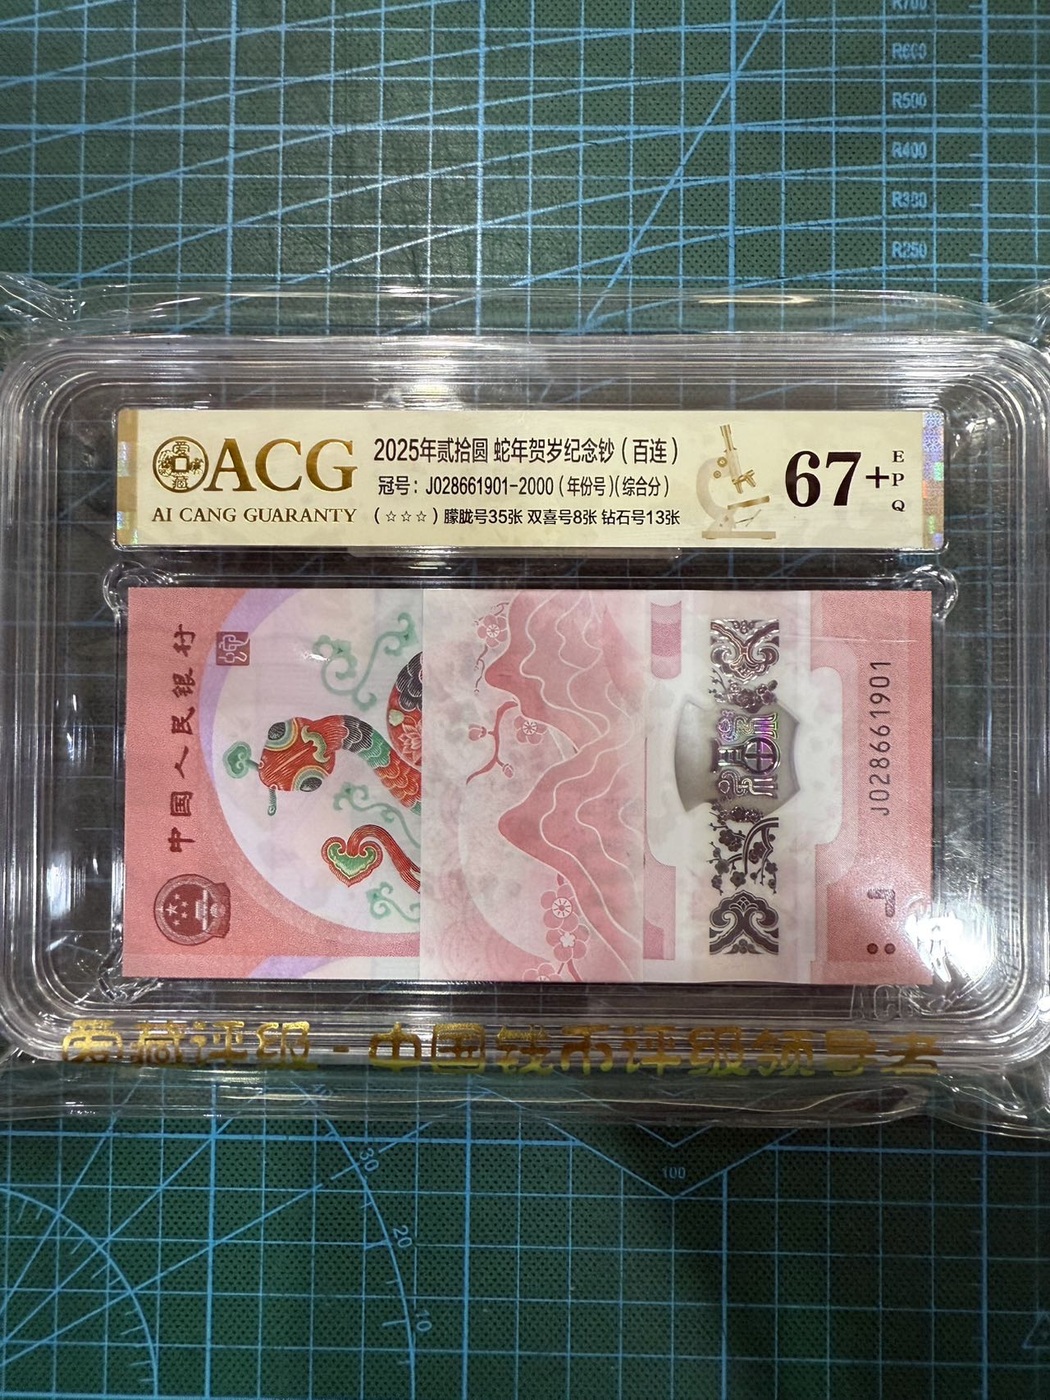 R700
R600
R500
R400
R300
R250
ACG
AI CANG GUARANTY
2025年贰拾圆 蛇年贺岁纪念钞（百连）
冠号：J028661901-2000（年份号）(综合分)
(☆☆☆) 朦胧号35张 双喜号8张 钻石号13张
67+
EPQ
中国人民银行
J028661901
ACG
爱藏评级-中国钱币评级领导者
100
30
20
10